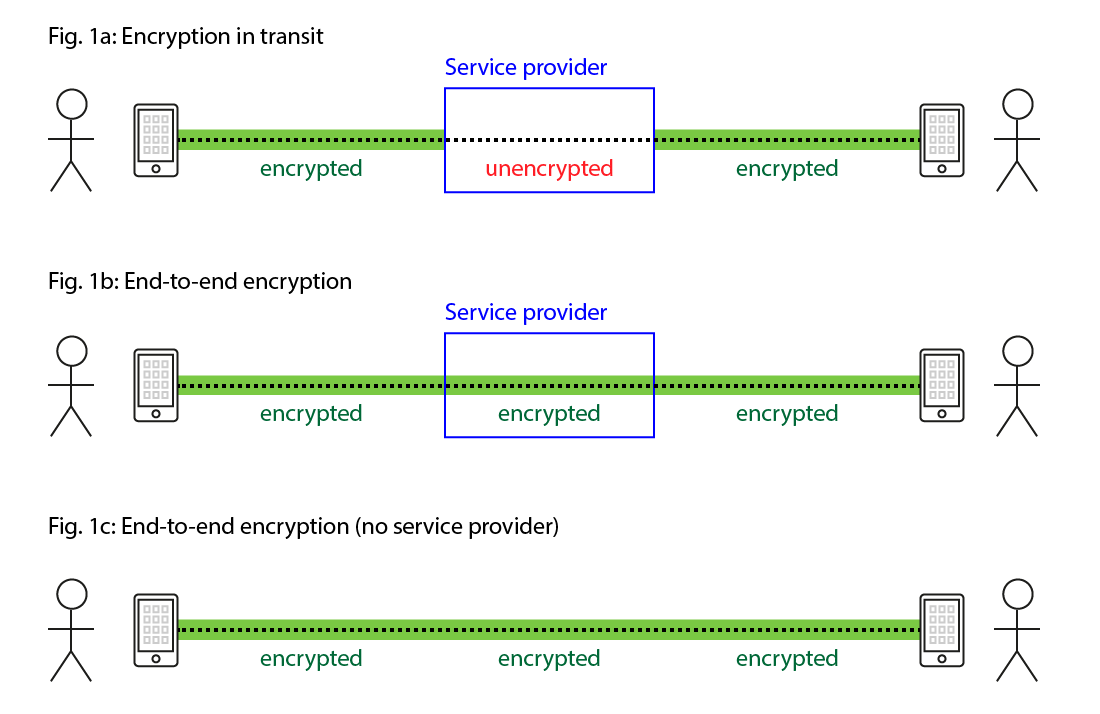 Fig. 1a: Encryption in transit
Service provider
encrypted
unencrypted
encrypted
Fig. 1b: End-to-end encryption
Service provider
encrypted
encrypted
encrypted
Fig. 1c: End-to-end encryption (no service provider)
encrypted
encrypted
encrypted